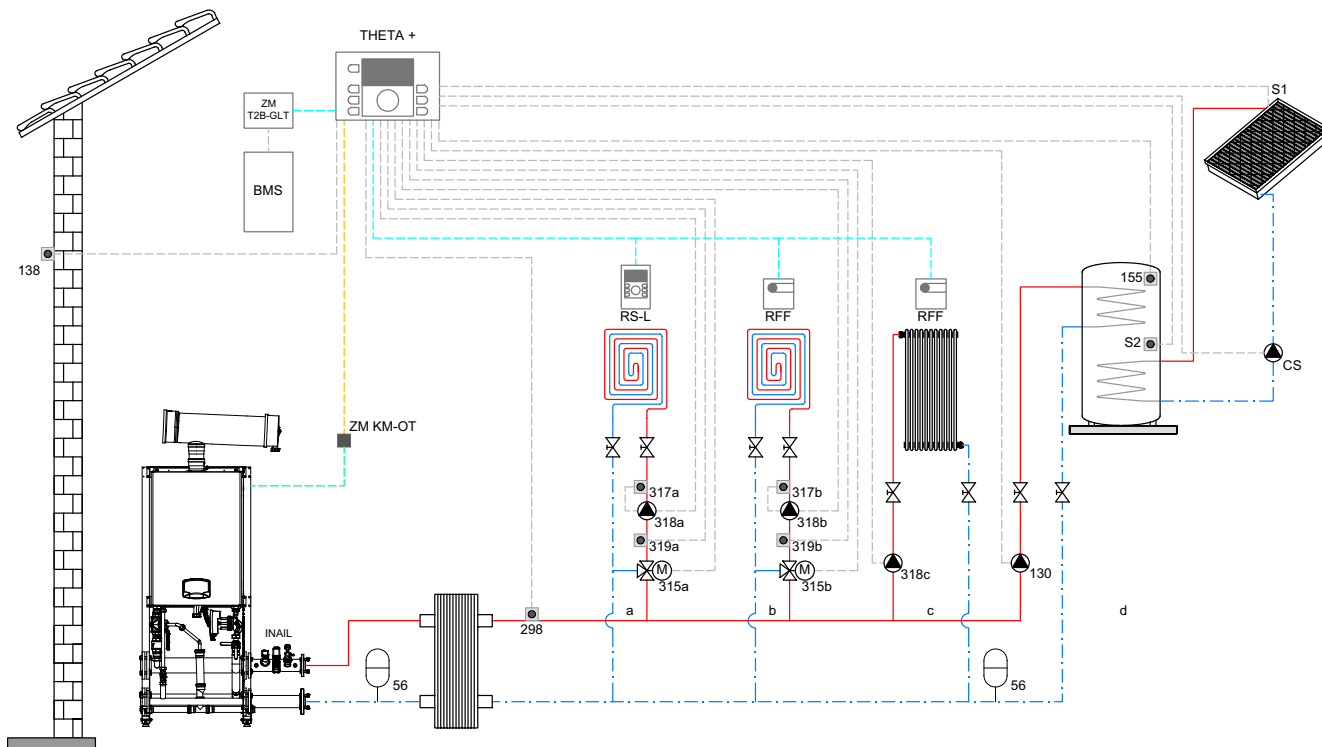 THETA +
S1
ZM
T2B-GLT
BMS
138
155
RS-L
RFF
RFF
S2
CS
ZM KM-OT
317a
317b
318a
318b
319a
319b
M
M
318c
130
315a
315b
a
b
c
d
298
INAIL
56
56